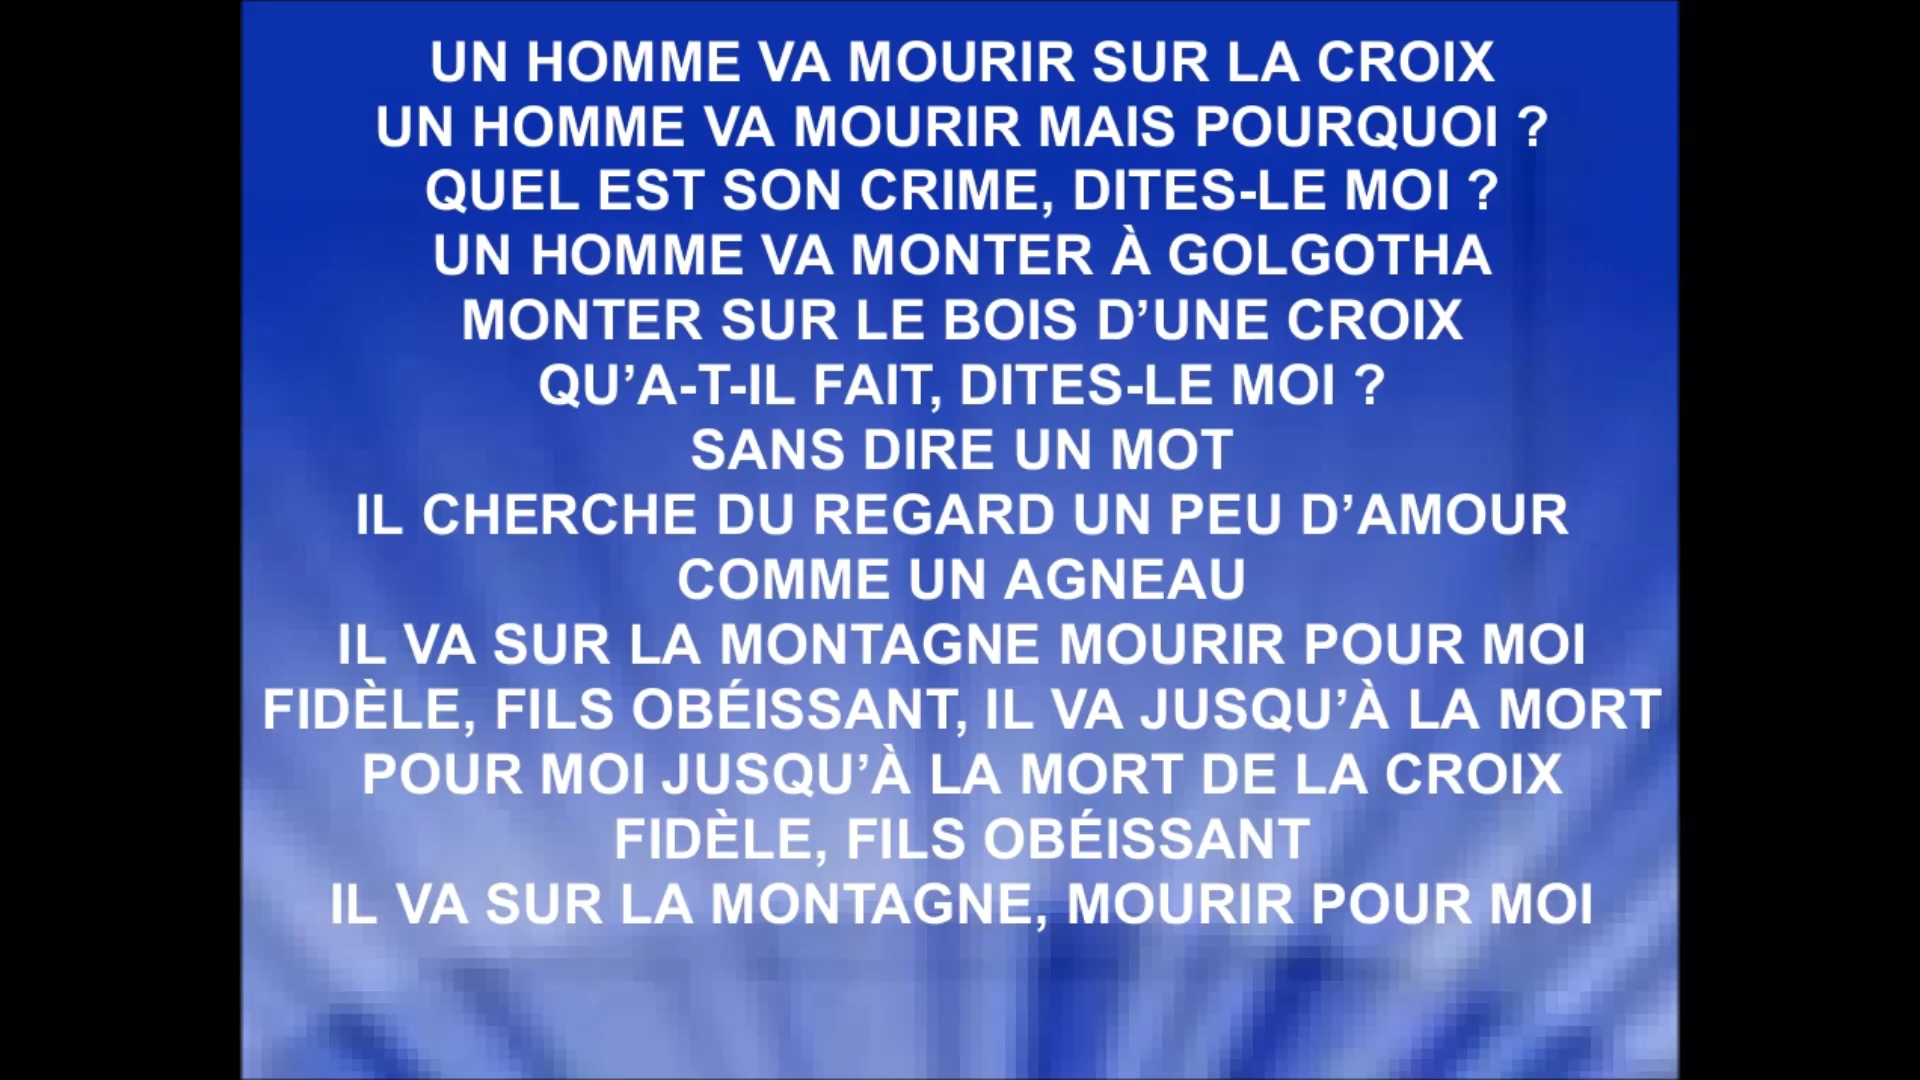 UN HOMME VA MOURIR SUR LA CROIX
UN HOMME VA MOURIR MAIS POURQUOI ?
QUEL EST SON CRIME, DITES-LE MOI ?
UN HOMME VA MONTER À GOLGOTHA
MONTER SUR LE BOIS D’UNE CROIX
QU’A-T-IL FAIT, DITES-LE MOI ?
SANS DIRE UN MOT
IL CHERCHE DU REGARD UN PEU D’AMOUR
COMME UN AGNEAU
IL VA SUR LA MONTAGNE MOURIR POUR MOI
FIDÈLE, FILS OBÉISSANT, IL VA JUSQU’À LA MORT
POUR MOI JUSQU’À LA MORT DE LA CROIX
FIDÈLE, FILS OBÉISSANT
IL VA SUR LA MONTAGNE, MOURIR POUR MOI